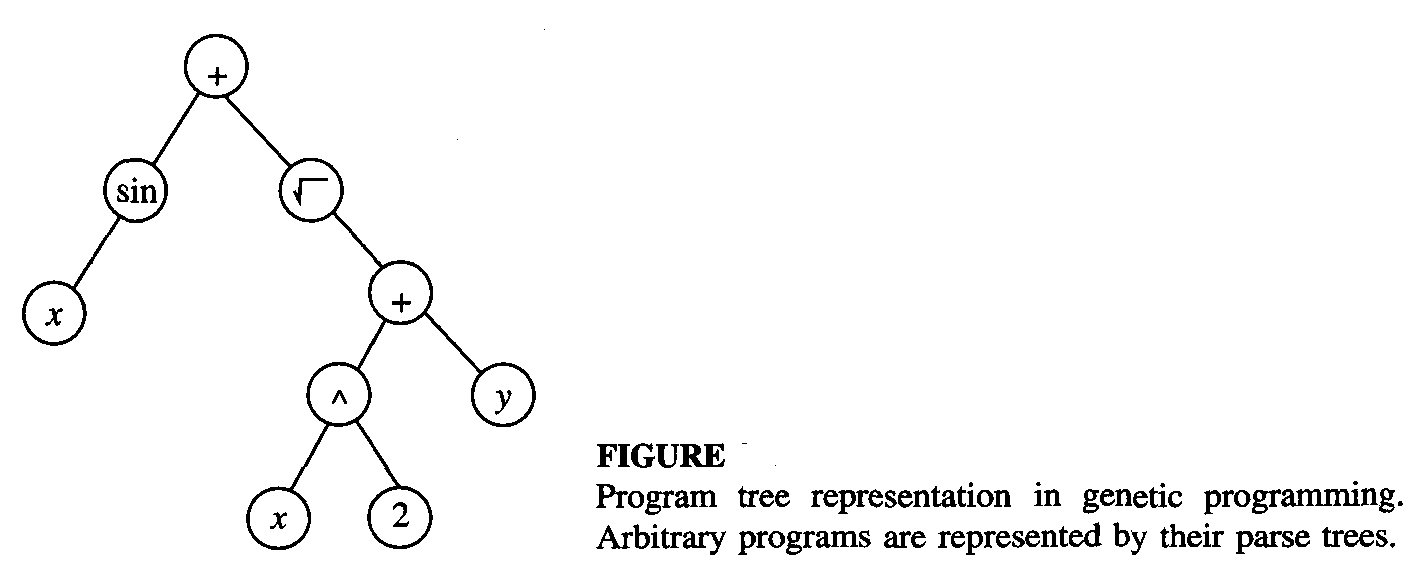 +
sin √
x
+
^ y
x 2
FIGURE
Program tree representation in genetic programming.
Arbitrary programs are represented by their parse trees.